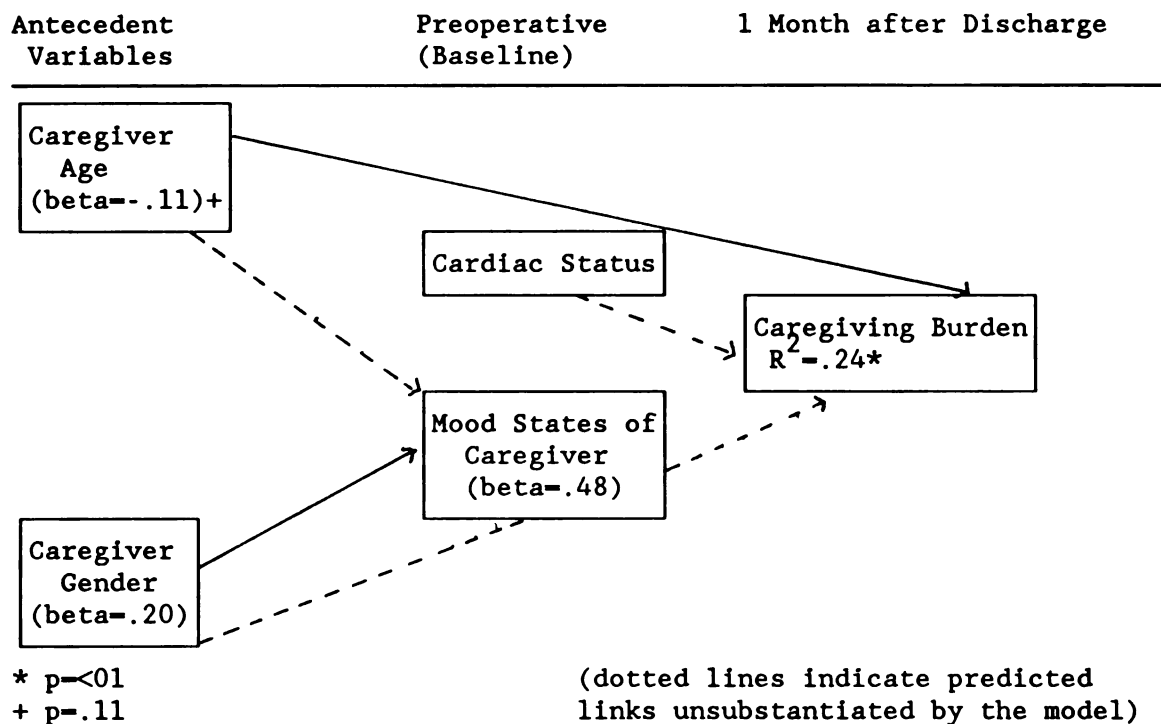 Antecedent Variables
Preoperative (Baseline)
1 Month after Discharge
Caregiver
Age
(beta=-.11)+
Cardiac Status
Caregiving Burden
R²=.24*
Mood States of
Caregiver
(beta=.48)
Caregiver
Gender
(beta=.20)
* p=<01
+ p=.11
(dotted lines indicate predicted
links unsubstantiated by the model)